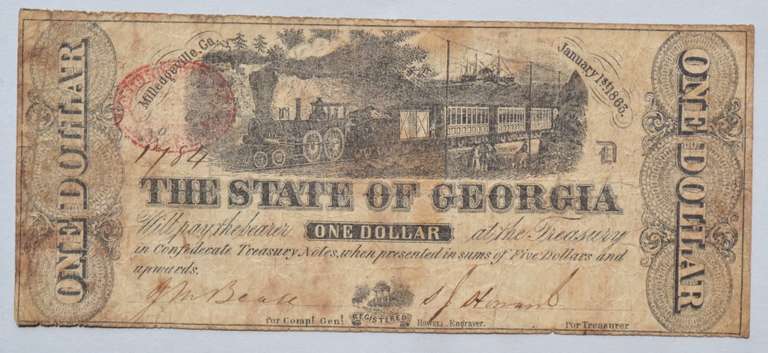 ONE DOLLAR
Milledgeville, Ga.
January 1st, 1863.
1784
D
THE STATE OF GEORGIA
Will pay the bearer ONE DOLLAR at the Treasury
in Confederate Treasury Notes, when presented in sums of Five Dollars and
upwards.
REGISTERED
for Compt Genl Howell, Engraver. For Treasurer
ONE DOLLAR